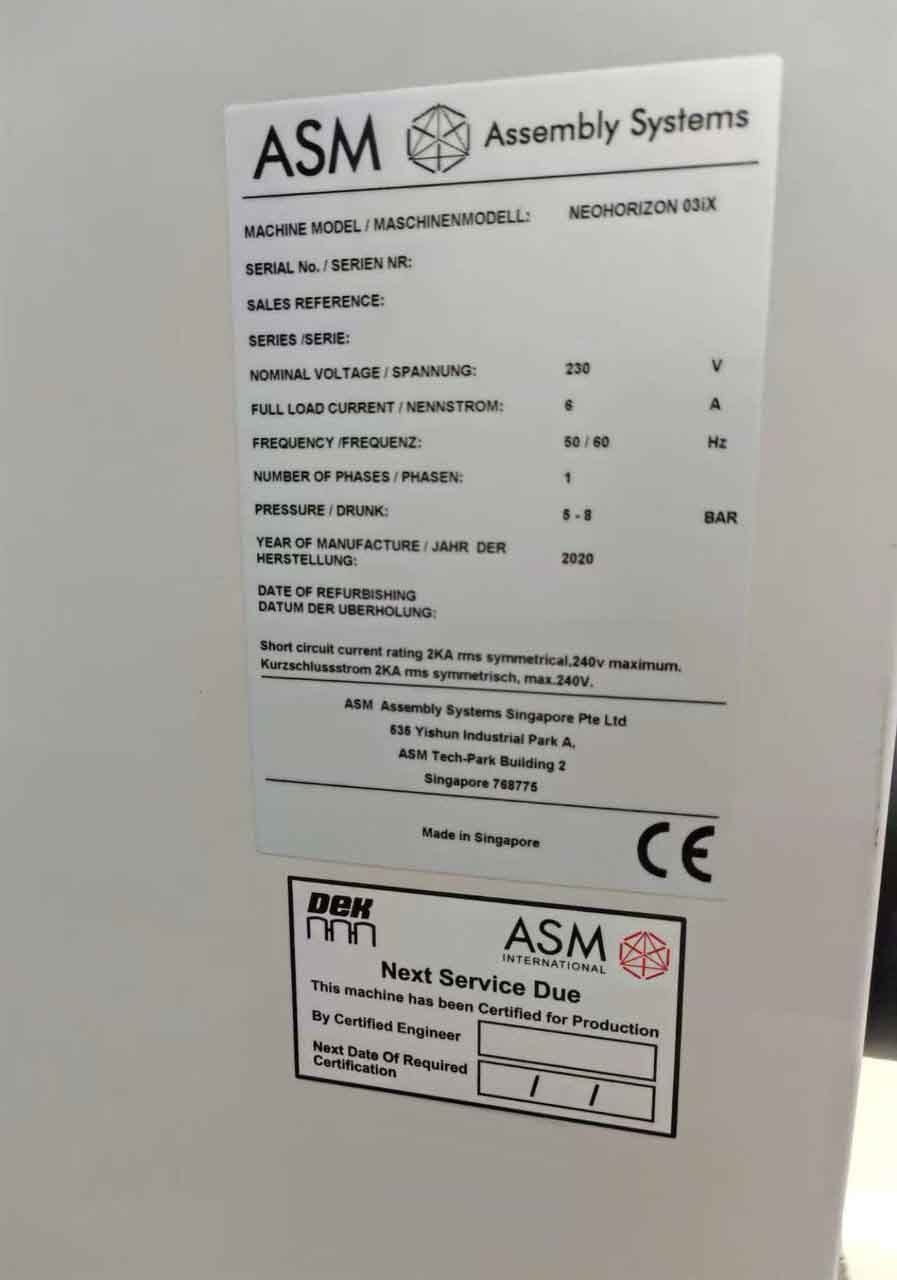 ASM Assembly Systems
MACHINE MODEL / MASCHINENMODELL: NEOHORIZON 03iX
SERIAL No. / SERIEN NR:
SALES REFERENCE:
SERIES /SERIE:
NOMINAL VOLTAGE / SPANNUNG: 230 V
FULL LOAD CURRENT / NENNSTROM: 6 A
FREQUENCY /FREQUENZ: 50 / 60 Hz
NUMBER OF PHASES / PHASEN: 1
PRESSURE / DRUNK: 5 - 8 BAR
YEAR OF MANUFACTURE / JAHR DER
HERSTELLUNG: 2020
DATE OF REFURBISHING
DATUM DER UBERHOLUNG:
Short circuit current rating 2KA rms symmetrical,240v maximum.
Kurzschlussstrom 2KA rms symmetrisch, max.240V.
ASM Assembly Systems Singapore Pte Ltd
535 Yishun Industrial Park A,
ASM Tech-Park Building 2
Singapore 768775
Made in Singapore CE
DEK
ASM
INTERNATIONAL
Next Service Due
This machine has been Certified for Production
By Certified Engineer
Next Date Of Required
Certification / /